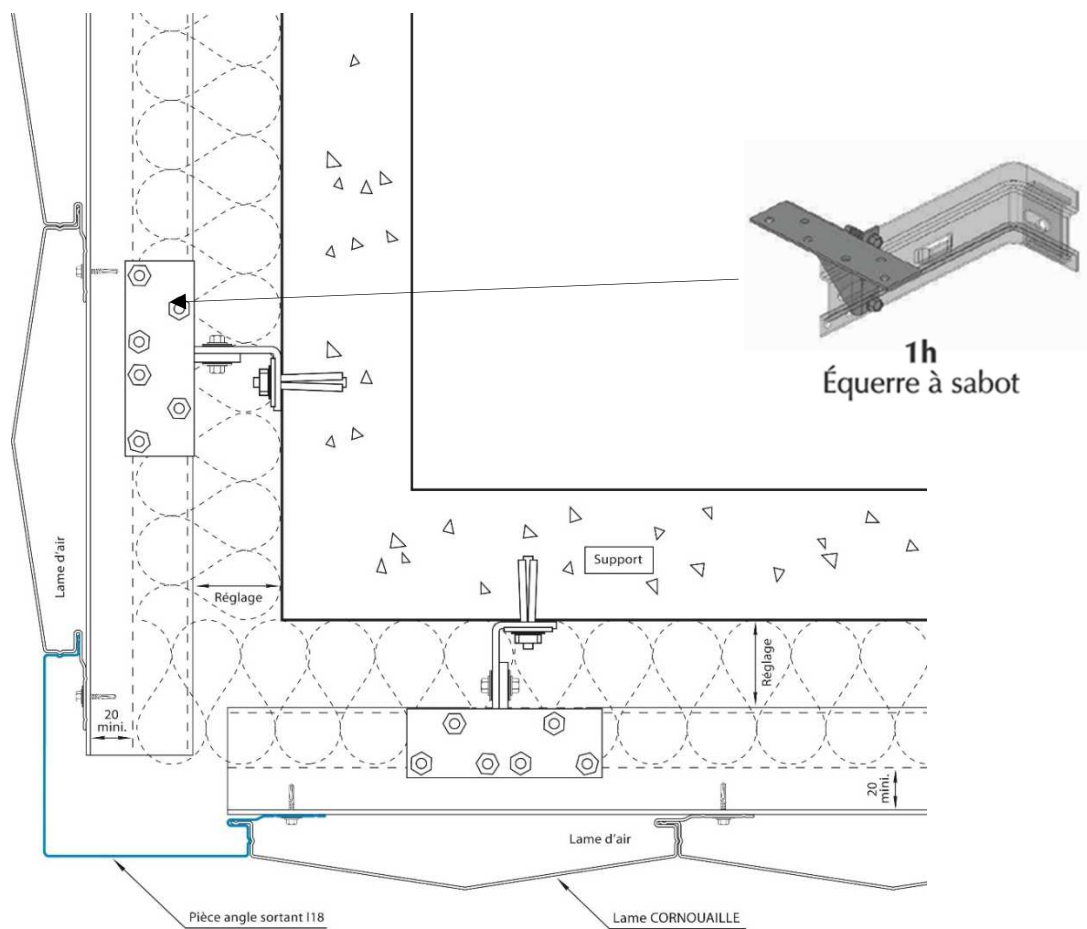 1h
Équerre à sabot
Lame d'air
Support
Réglage
Réglage
20
mini.
20
mini.
Lame d'air
Pièce angle sortant I18
Lame CORNOUAILLE